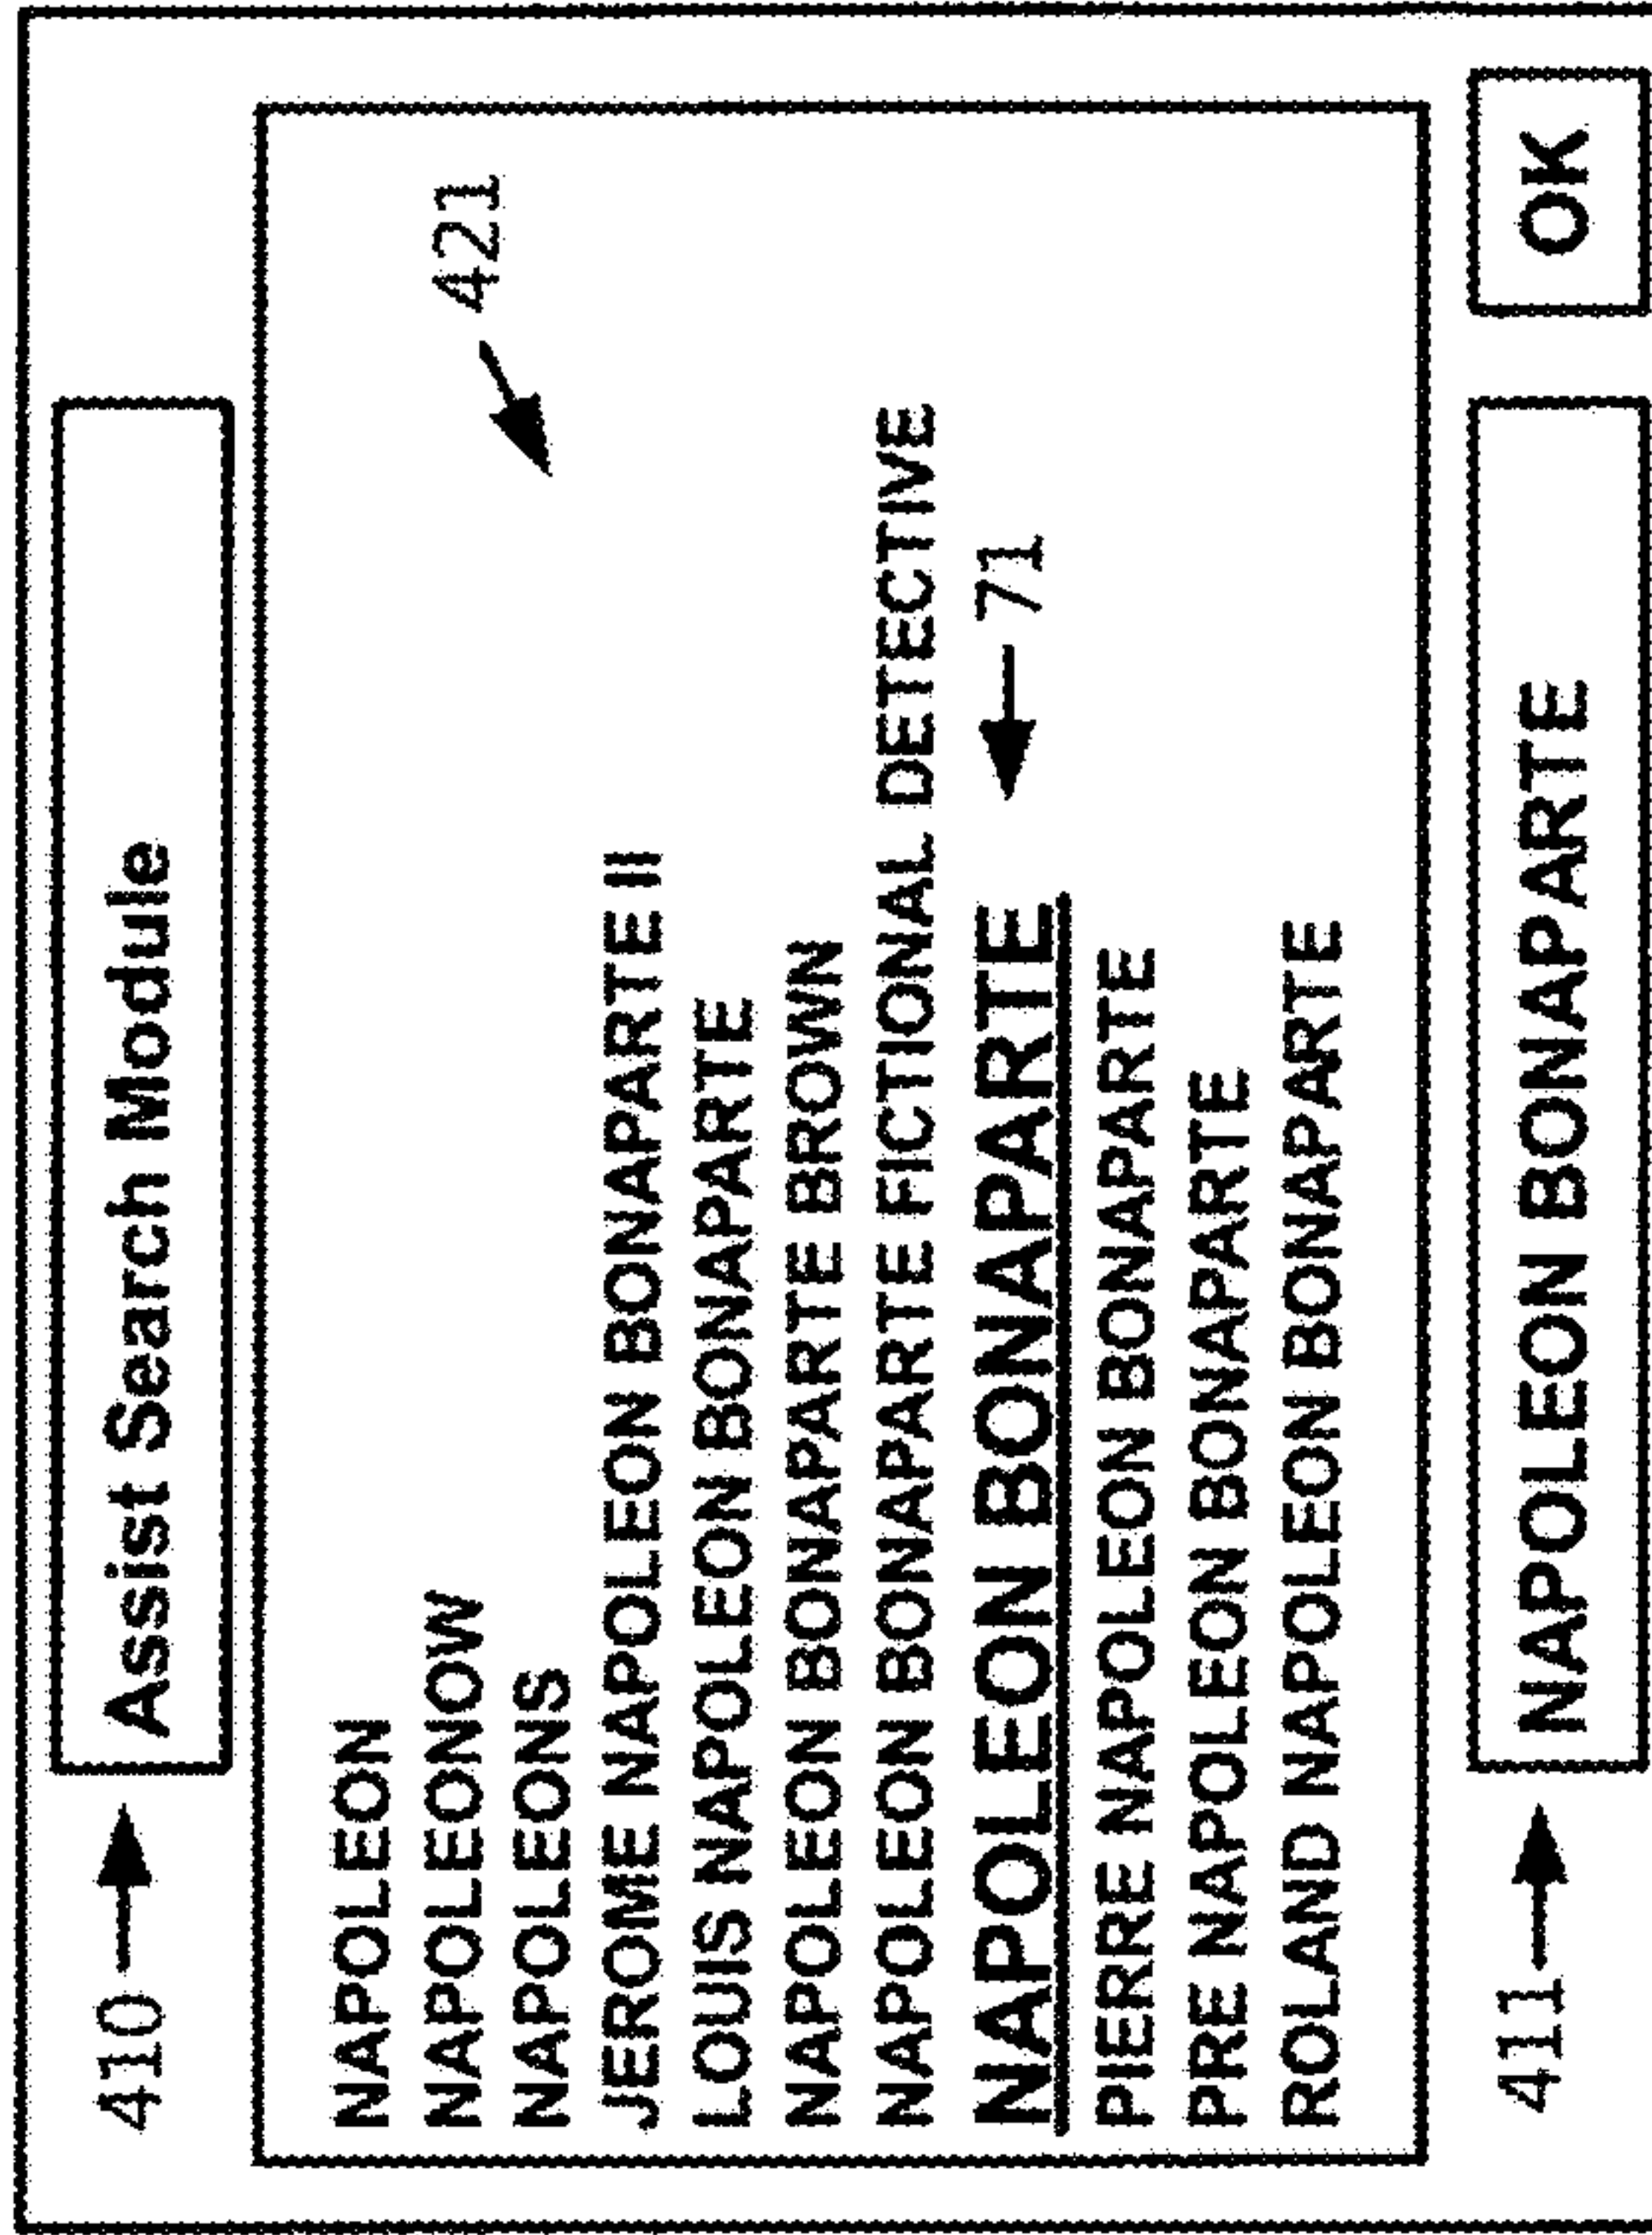 410 Assist Search Module
421
NAPOLEON
NAPOLEONOW
NAPOLEONS
JEROME NAPOLEON BONAPARTE II
LOUIS NAPOLEON BONAPARTE
NAPOLEON BONAPARTE BROWN
NAPOLEON BONAPARTE FICTIONAL DETECTIVE
NAPOLEON BONAPARTE 71
PIERRE NAPOLEON BONAPARTE
PRE NAPOLEON BONAPARTE
ROLAND NAPOLEON BONAPARTE
411 NAPOLEON BONAPARTE OK